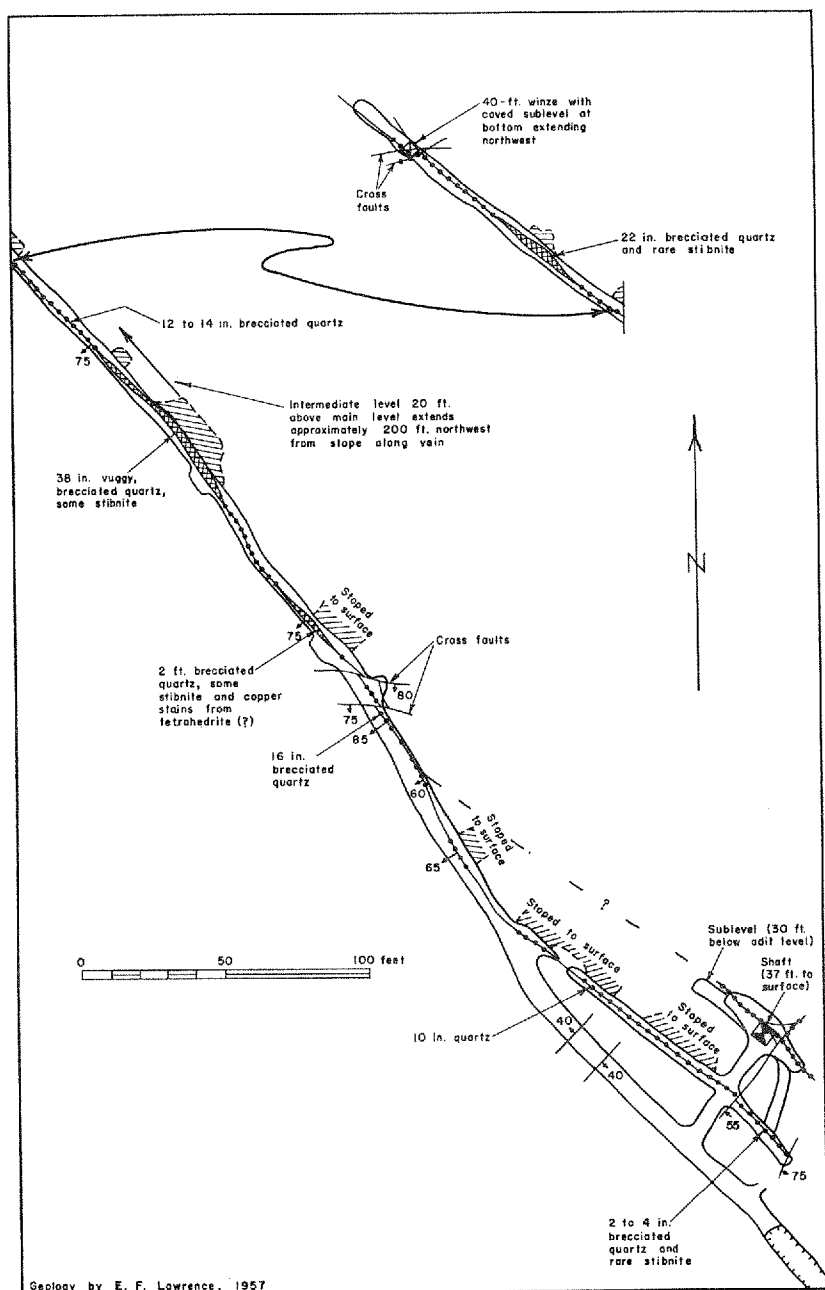 40-ft. winze with
caved sublevel at
bottom extending
northwest
Cross
faults
22 in. brecciated quartz
and rare stibnite
12 to 14 in. brecciated quartz
75
Intermediate level 20 ft.
above main level extends
approximately 200 ft. northwest
from stope along vein
38 in. vuggy,
brecciated quartz,
some stibnite
N
Stoped
to surface
75
Cross faults
2 ft. brecciated
quartz, some
stibnite and copper
stains from
tetrahedrite (?)
80
75
85
16 in.
brecciated
quartz
60
Stoped
to surface
65
?
Stoped
to surface
Sublevel (30 ft.
below adit level)
Shaft
(37 ft. to
surface)
0 50 100 feet
Stoped
to surface
10 in. quartz
40
40
55
75
2 to 4 in.
brecciated
quartz and
rare stibnite
Geology by E. F. Lawrence, 1957